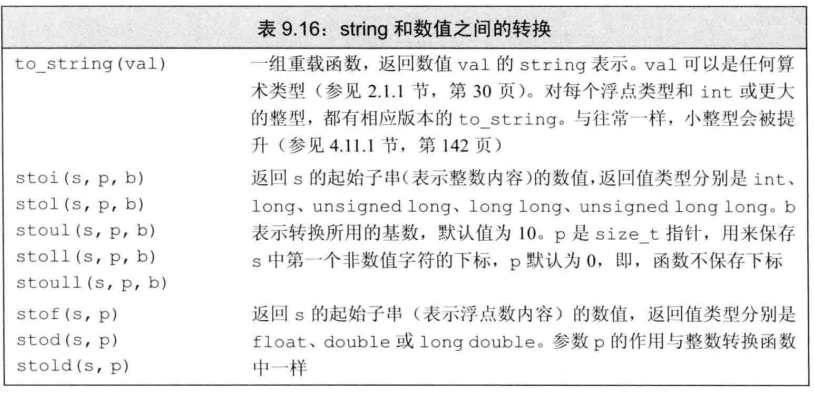 表 9.16：string 和数值之间的转换
to_string(val) 一组重载函数，返回数值 val 的 string 表示。val 可以是任何算
术类型（参见 2.1.1 节，第 30 页）。对每个浮点类型和 int 或更大
的整型，都有相应版本的 to_string。与往常一样，小整型会被提
升（参见 4.11.1 节，第 142 页）
stoi(s, p, b) 返回 s 的起始子串（表示整数内容）的数值，返回值类型分别是 int、
stol(s, p, b) long、unsigned long、long long、unsigned long long。b
stoul(s, p, b) 表示转换所用的基数，默认值为 10。p 是 size_t 指针，用来保存
stoll(s, p, b) s 中第一个非数值字符的下标，p 默认为 0，即，函数不保存下标
stoull(s, p, b)
stof(s, p) 返回 s 的起始子串（表示浮点数内容）的数值，返回值类型分别是
stod(s, p) float、double 或 long double。参数 p 的作用与整数转换函数
stold(s, p) 中一样